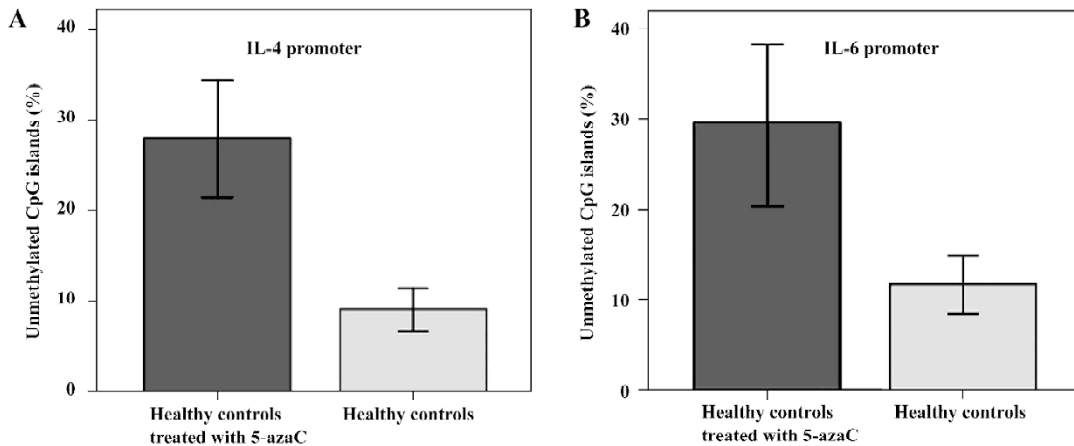 A
IL-4 promoter
Unmethylated CpG islands (%)
40
30
20
10
0
Healthy controls
treated with 5-azaC
Healthy controls
B
IL-6 promoter
Unmethylated CpG islands (%)
40
30
20
10
0
Healthy controls
treated with 5-azaC
Healthy controls